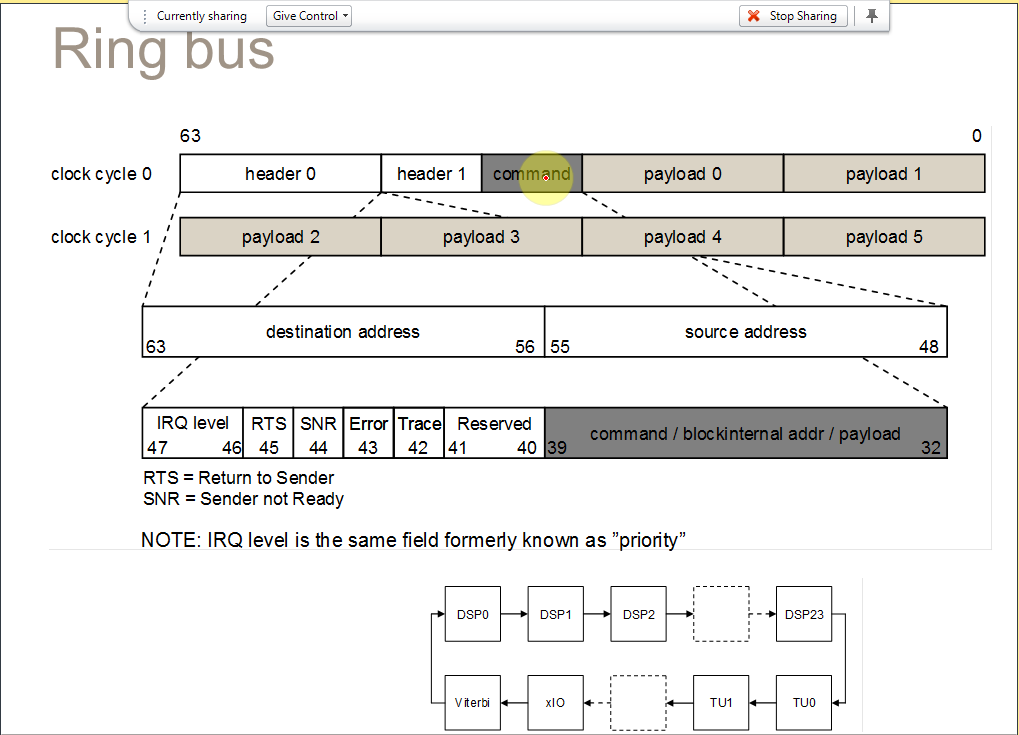 Currently sharing Give Control Stop Sharing
Ring bus
63 0
clock cycle 0 header 0 header 1 command payload 0 payload 1
clock cycle 1 payload 2 payload 3 payload 4 payload 5
destination address source address
63 56 55 48
IRQ level RTS SNR Error Trace Reserved command / blockinternal addr / payload
47 46 45 44 43 42 41 40 39 32
RTS = Return to Sender
SNR = Sender not Ready
NOTE: IRQ level is the same field formerly known as ”priority”
DSP0 DSP1 DSP2 DSP23
Viterbi xIO TU1 TU0